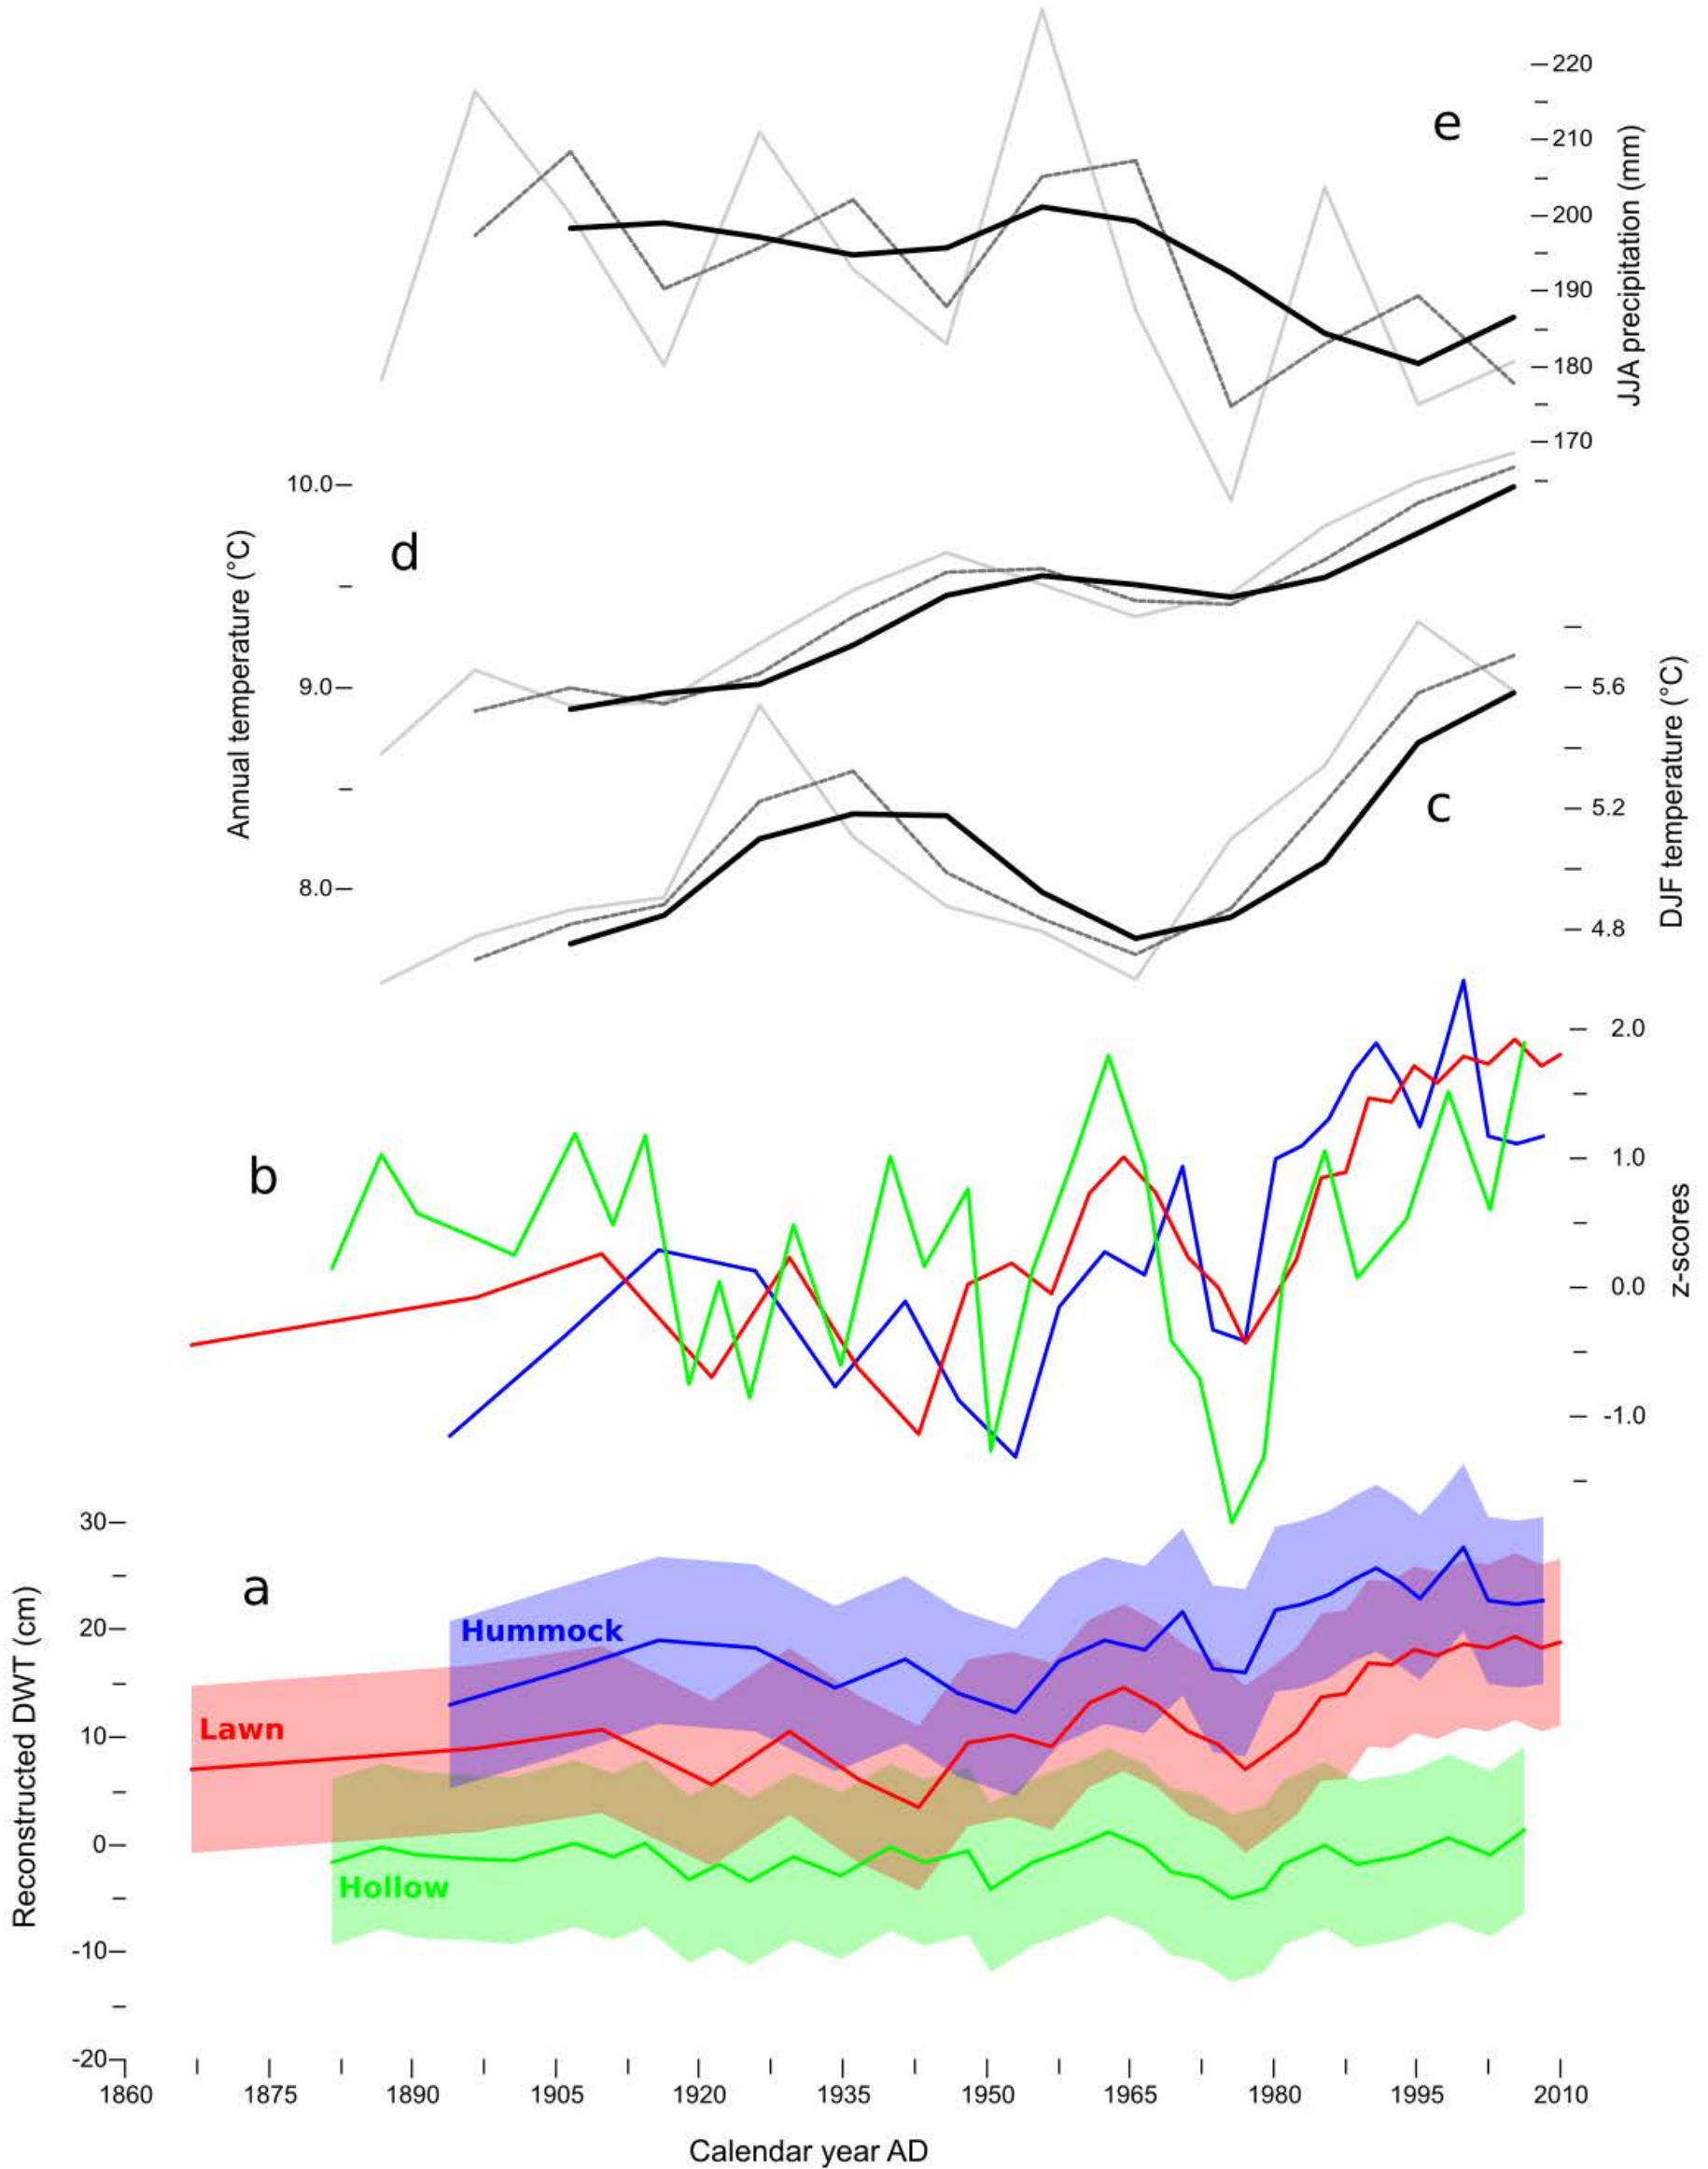 e
220
210
200
190
180
170
JJA precipitation (mm)
d
10.0
9.0
8.0
Annual temperature (°C)
c
5.6
5.2
4.8
DJF temperature (°C)
b
2.0
1.0
0.0
-1.0
z-scores
a
30
20
10
0
-10
-20
Reconstructed DWT (cm)
Hummock
Lawn
Hollow
1860 1875 1890 1905 1920 1935 1950 1965 1980 1995 2010
Calendar year AD